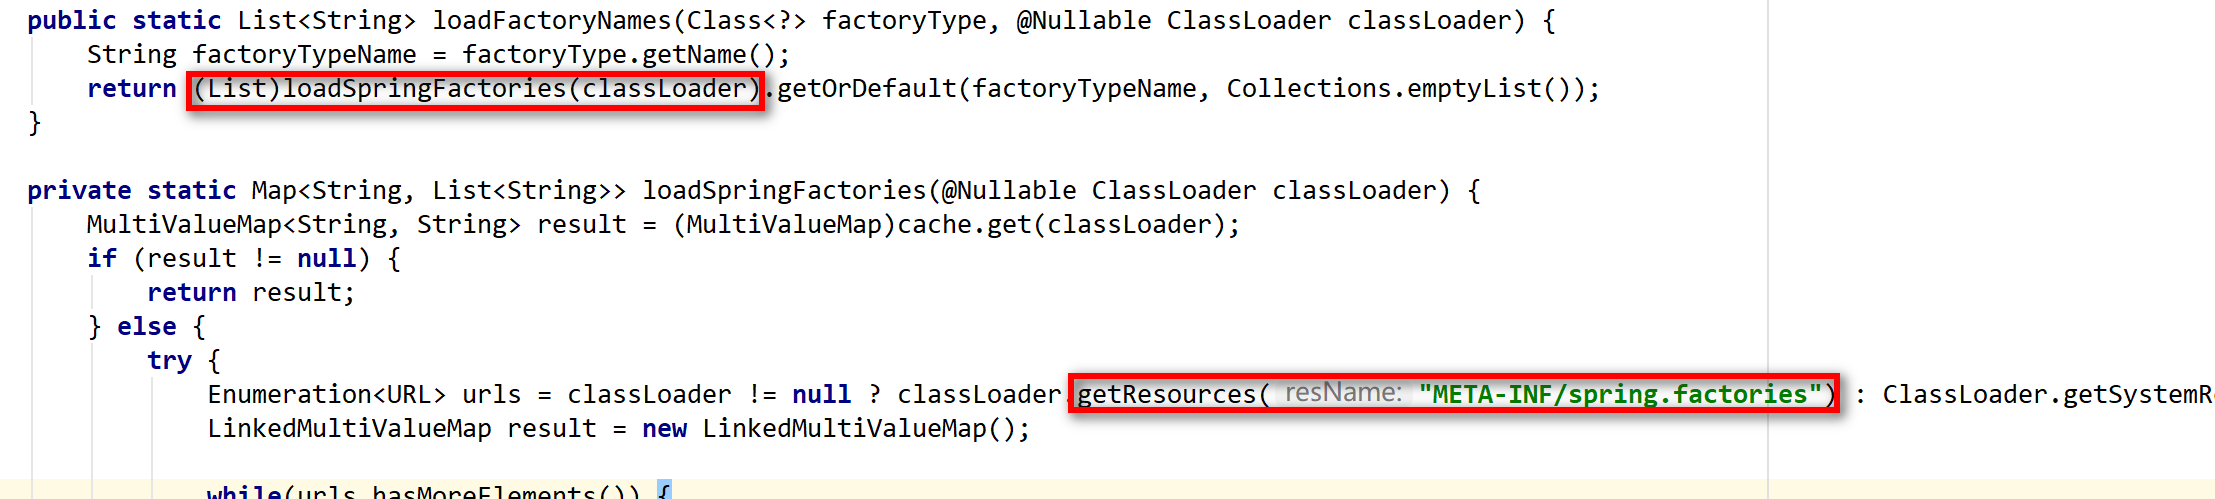 public static List<String> loadFactoryNames(Class<?> factoryType, @Nullable ClassLoader classLoader) {
String factoryTypeName = factoryType.getName();
return (List)loadSpringFactories(classLoader).getOrDefault(factoryTypeName, Collections.emptyList());
}
private static Map<String, List<String>> loadSpringFactories(@Nullable ClassLoader classLoader) {
MultiValueMap<String, String> result = (MultiValueMap)cache.get(classLoader);
if (result != null) {
return result;
} else {
try {
Enumeration<URL> urls = classLoader != null ? classLoader.getResources( resName: "META-INF/spring.factories") : ClassLoader.getSystemR
LinkedMultiValueMap result = new LinkedMultiValueMap();
while(urls.hasMoreElements()) {